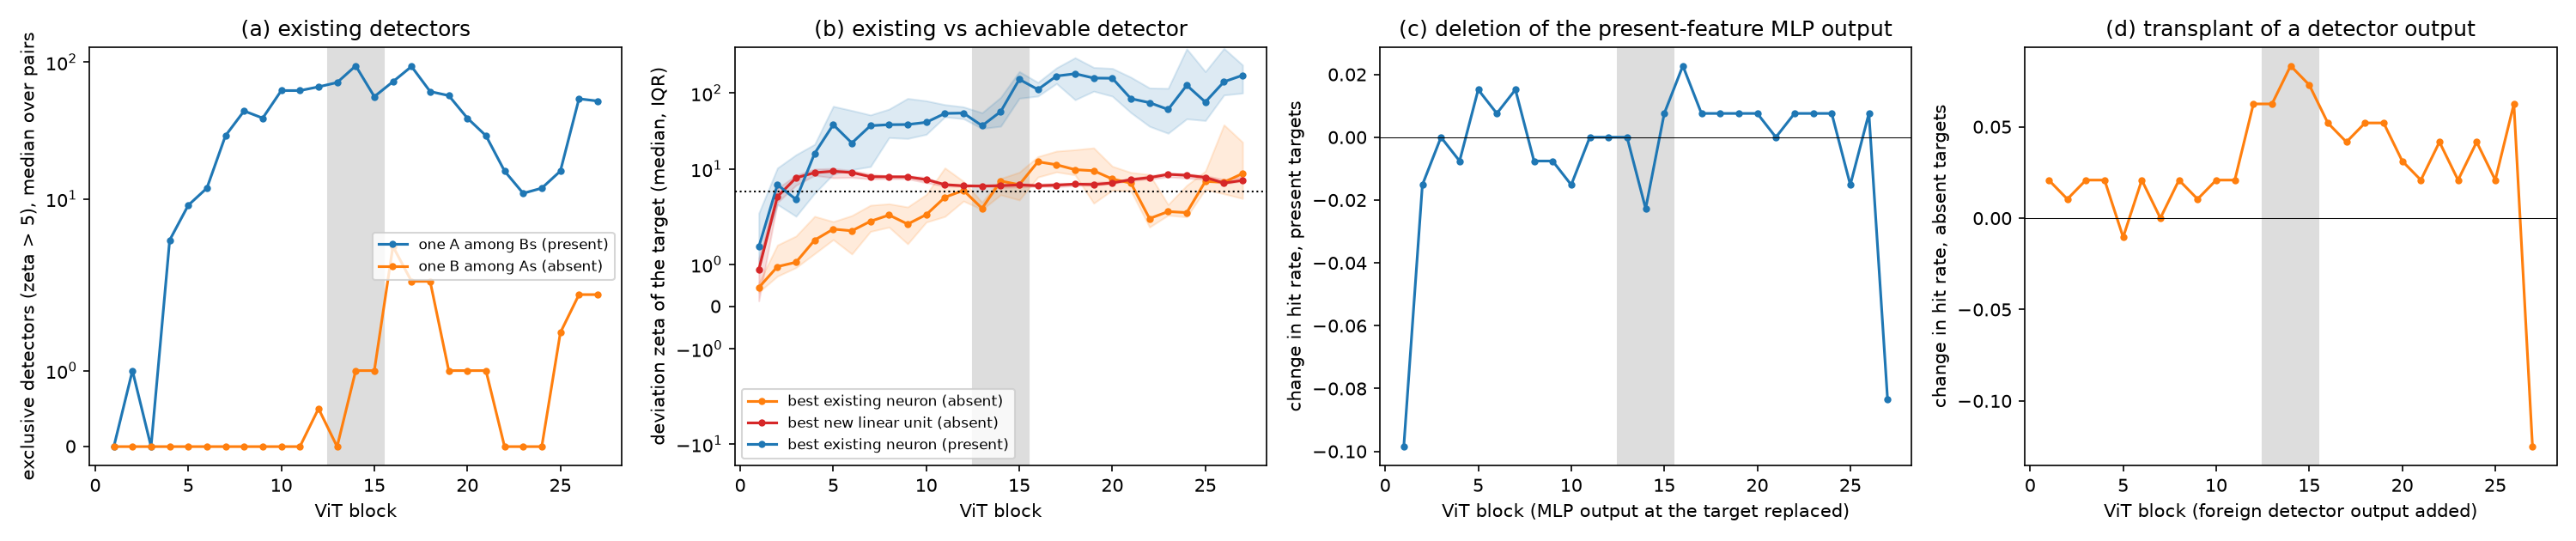 (a) existing detectors
exclusive detectors (zeta > 5), median over pairs
10²
10¹
10⁰
0
one A among Bs (present)
one B among As (absent)
0 5 10 15 20 25
ViT block
(b) existing vs achievable detector
deviation zeta of the target (median, IQR)
10²
10¹
10⁰
0
−10⁰
−10¹
best existing neuron (absent)
best new linear unit (absent)
best existing neuron (present)
0 5 10 15 20 25
ViT block
(c) deletion of the present-feature MLP output
change in hit rate, present targets
0.02
0.00
−0.02
−0.04
−0.06
−0.08
−0.10
0 5 10 15 20 25
ViT block (MLP output at the target replaced)
(d) transplant of a detector output
change in hit rate, absent targets
0.05
0.00
−0.05
−0.10
0 5 10 15 20 25
ViT block (foreign detector output added)